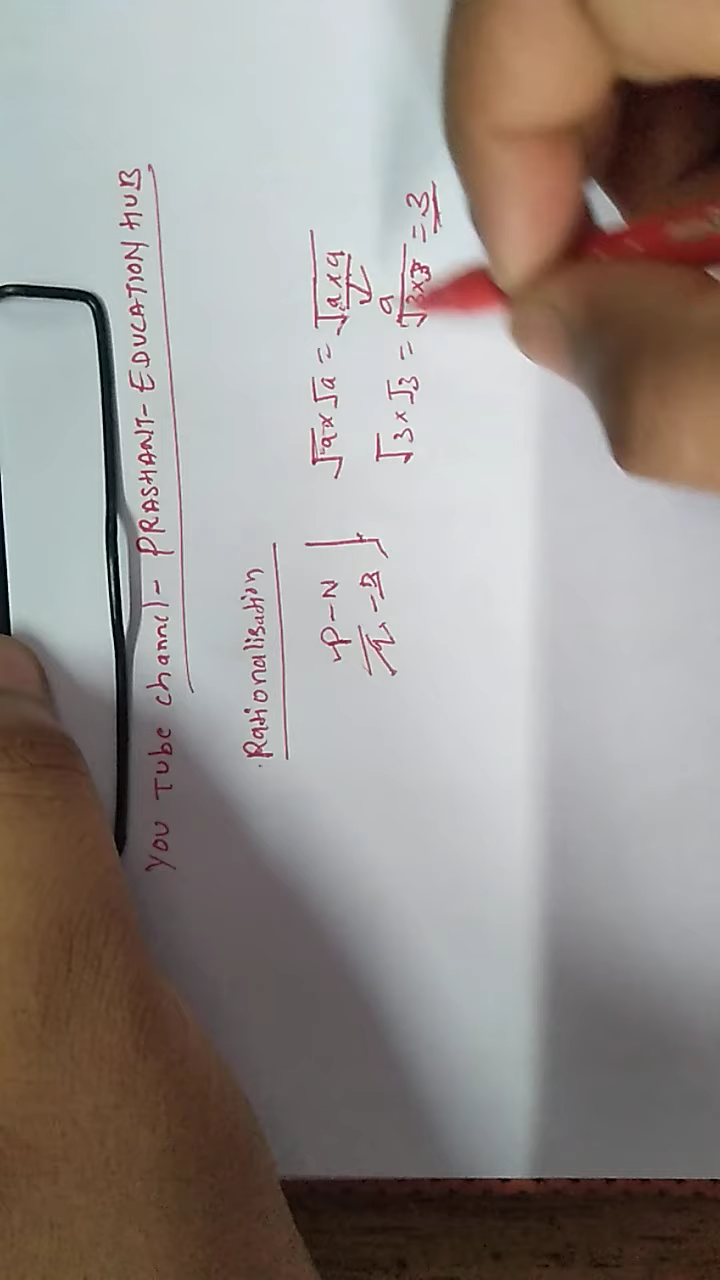 YOU TUBE channel - PRASHANT - EDUCATION HUB
Rationalisation
P-N √a × √a = √a×a
a
√3 × √3 = √3×3 = 3